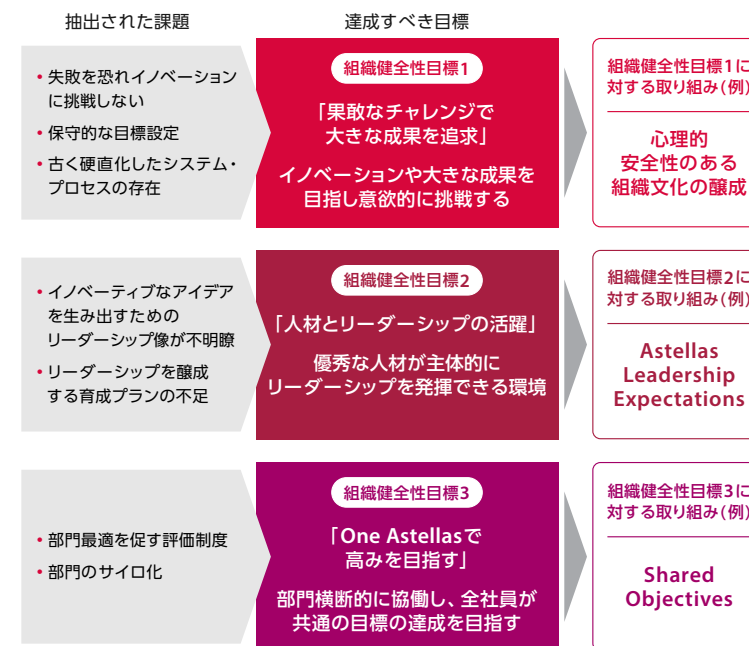 抽出された課題
達成すべき目標
•失敗を恐れイノベーション
に挑戦しない
•保守的な目標設定
•古く硬直化したシステム・
プロセスの存在
組織健全性目標1
「果敢なチャレンジで
大きな成果を追求」
イノベーションや大きな成果を
目指し意欲的に挑戦する
組織健全性目標1に
対する取り組み(例)
心理的
安全性のある
組織文化の醸成
•イノベーティブなアイデア
を生み出すための
リーダーシップ像が不明瞭
•リーダーシップを醸成
する育成プランの不足
組織健全性目標2
「人材とリーダーシップの活躍」
優秀な人材が主体的に
リーダーシップを発揮できる環境
組織健全性目標2に
対する取り組み(例)
Astellas
Leadership
Expectations
•部門最適を促す評価制度
•部門のサイロ化
組織健全性目標3
「One Astellasで
高みを目指す」
部門横断的に協働し、全社員が
共通の目標の達成を目指す
組織健全性目標3に
対する取り組み(例)
Shared
Objectives